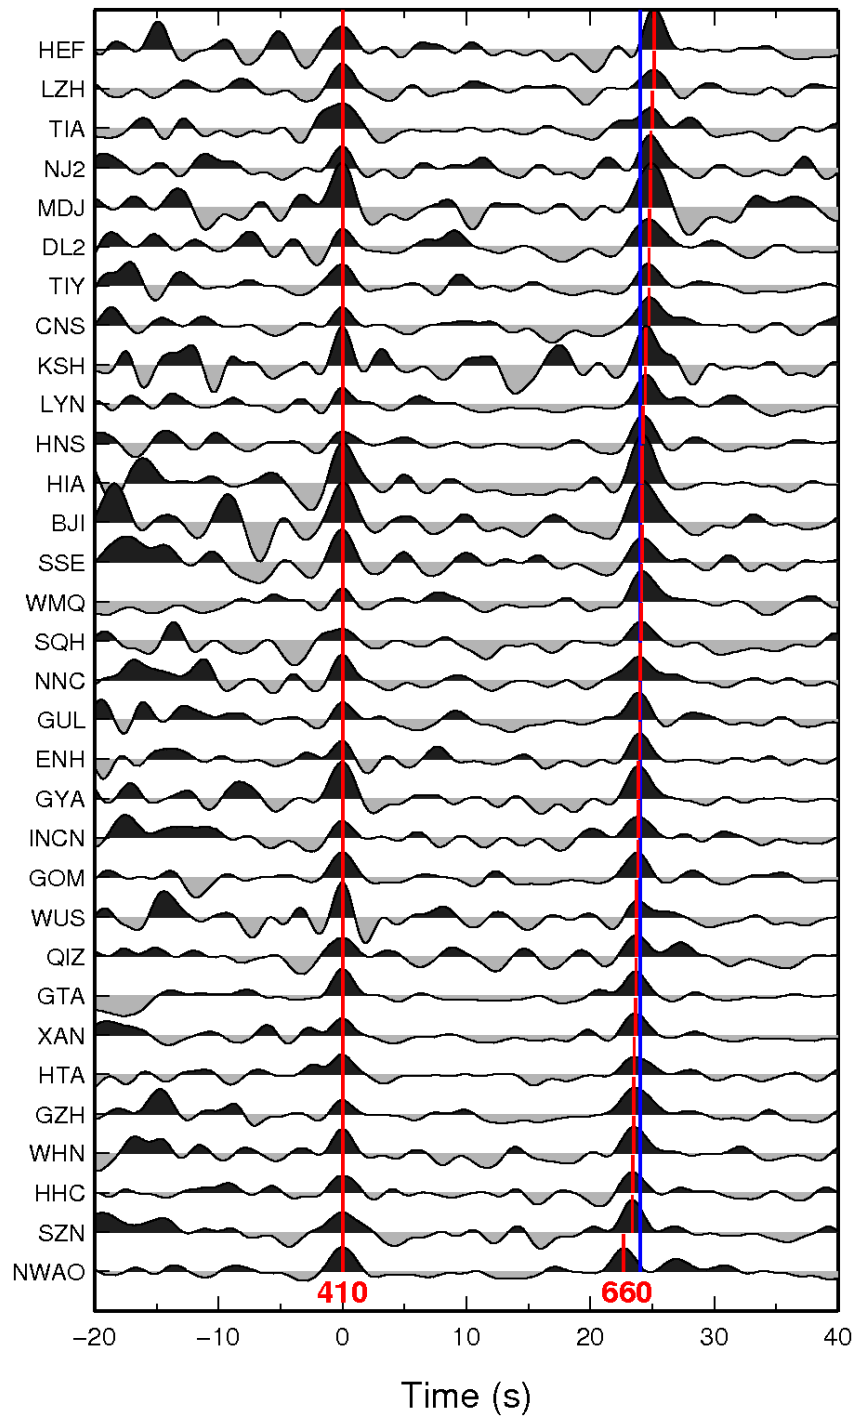 HEF
LZH
TIA
NJ2
MDJ
DL2
TIY
CNS
KSH
LYN
HNS
HIA
BJI
SSE
WMQ
SQH
NNC
GUL
ENH
GYA
INCN
GOM
WUS
QIZ
GTA
XAN
HTA
GZH
WHN
HHC
SZN
NWAO
410 660
−20 −10 0 10 20 30 40
Time (s)